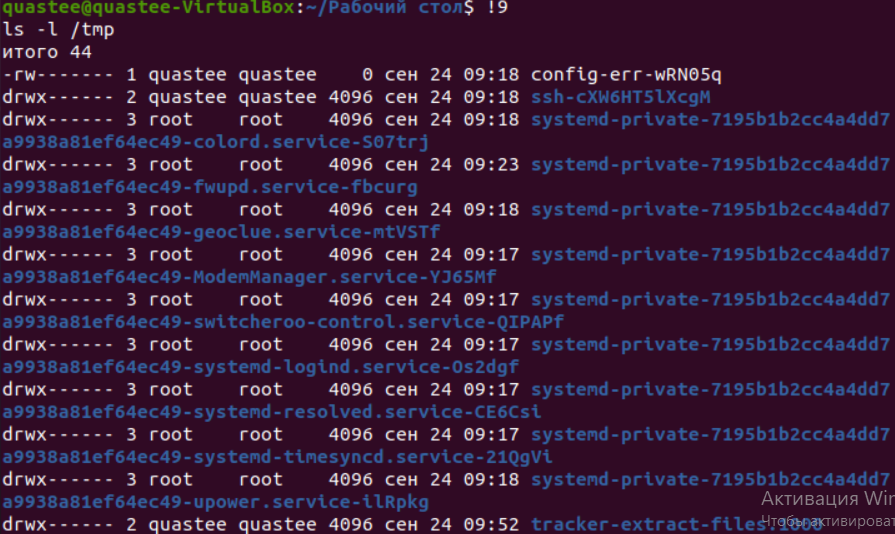 quastee@quastee-VirtualBox:~/Рабочий стол$ !9
ls -l /tmp
итого 44
-rw------- 1 quastee quastee    0 сен 24 09:18 config-err-wRN05q
drwx------ 2 quastee quastee 4096 сен 24 09:18 ssh-cXW6HT5lXcgM
drwx------ 3 root    root    4096 сен 24 09:18 systemd-private-7195b1b2cc4a4dd7
a9938a81ef64ec49-colord.service-S07trj
drwx------ 3 root    root    4096 сен 24 09:23 systemd-private-7195b1b2cc4a4dd7
a9938a81ef64ec49-fwupd.service-fbcurg
drwx------ 3 root    root    4096 сен 24 09:18 systemd-private-7195b1b2cc4a4dd7
a9938a81ef64ec49-geoclue.service-mtVSTf
drwx------ 3 root    root    4096 сен 24 09:17 systemd-private-7195b1b2cc4a4dd7
a9938a81ef64ec49-ModemManager.service-YJ65Mf
drwx------ 3 root    root    4096 сен 24 09:17 systemd-private-7195b1b2cc4a4dd7
a9938a81ef64ec49-switcheroo-control.service-QIPAPf
drwx------ 3 root    root    4096 сен 24 09:17 systemd-private-7195b1b2cc4a4dd7
a9938a81ef64ec49-systemd-logind.service-Os2dgf
drwx------ 3 root    root    4096 сен 24 09:17 systemd-private-7195b1b2cc4a4dd7
a9938a81ef64ec49-systemd-resolved.service-CE6Csi
drwx------ 3 root    root    4096 сен 24 09:17 systemd-private-7195b1b2cc4a4dd7
a9938a81ef64ec49-systemd-timesyncd.service-21QgVi
drwx------ 3 root    root    4096 сен 24 09:18 systemd-private-7195b1b2cc4a4dd7
a9938a81ef64ec49-upower.service-ilRpkg
Активация Win
drwx------ 2 quastee quastee 4096 сен 24 09:52 tracker-extract-files.1000
Чтобы активироват